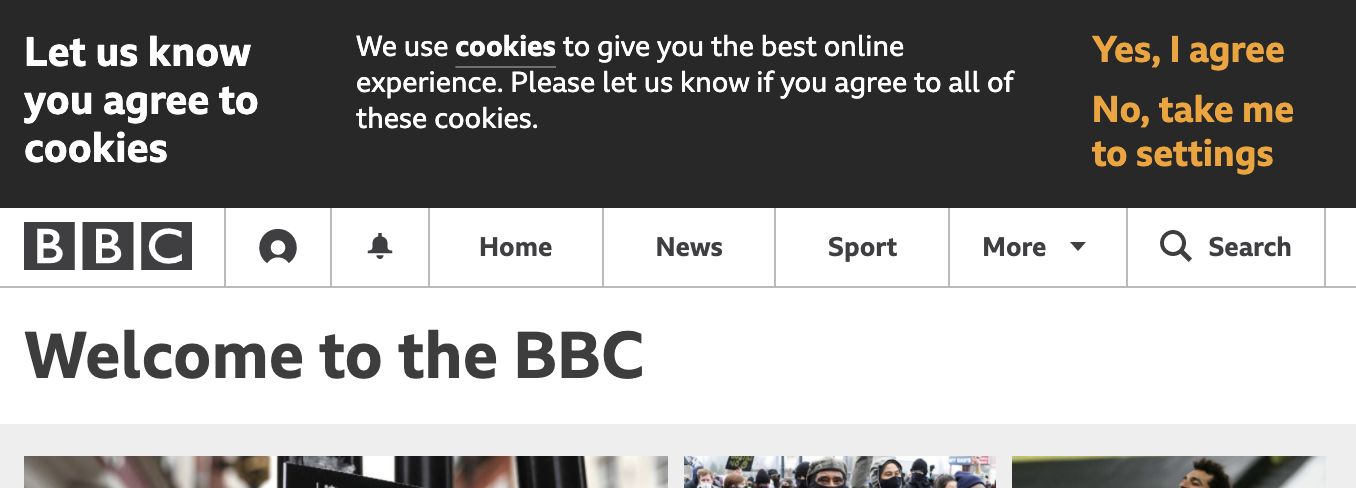 Let us know
you agree to
cookies
We use cookies to give you the best online
experience. Please let us know if you agree to all of
these cookies.
Yes, I agree
No, take me
to settings
BBC
Home
News
Sport
More
Search
Welcome to the BBC